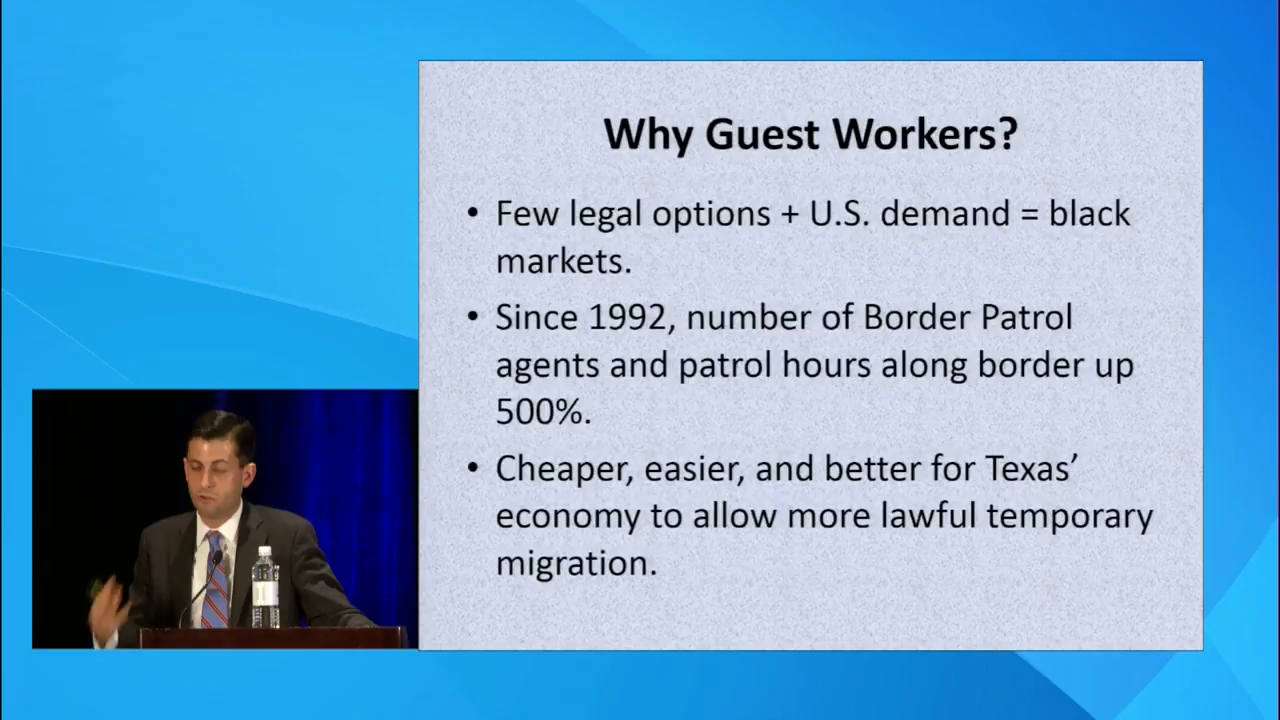 Why Guest Workers?
• Few legal options + U.S. demand = black
markets.
• Since 1992, number of Border Patrol
agents and patrol hours along border up
500%.
• Cheaper, easier, and better for Texas’
economy to allow more lawful temporary
migration.